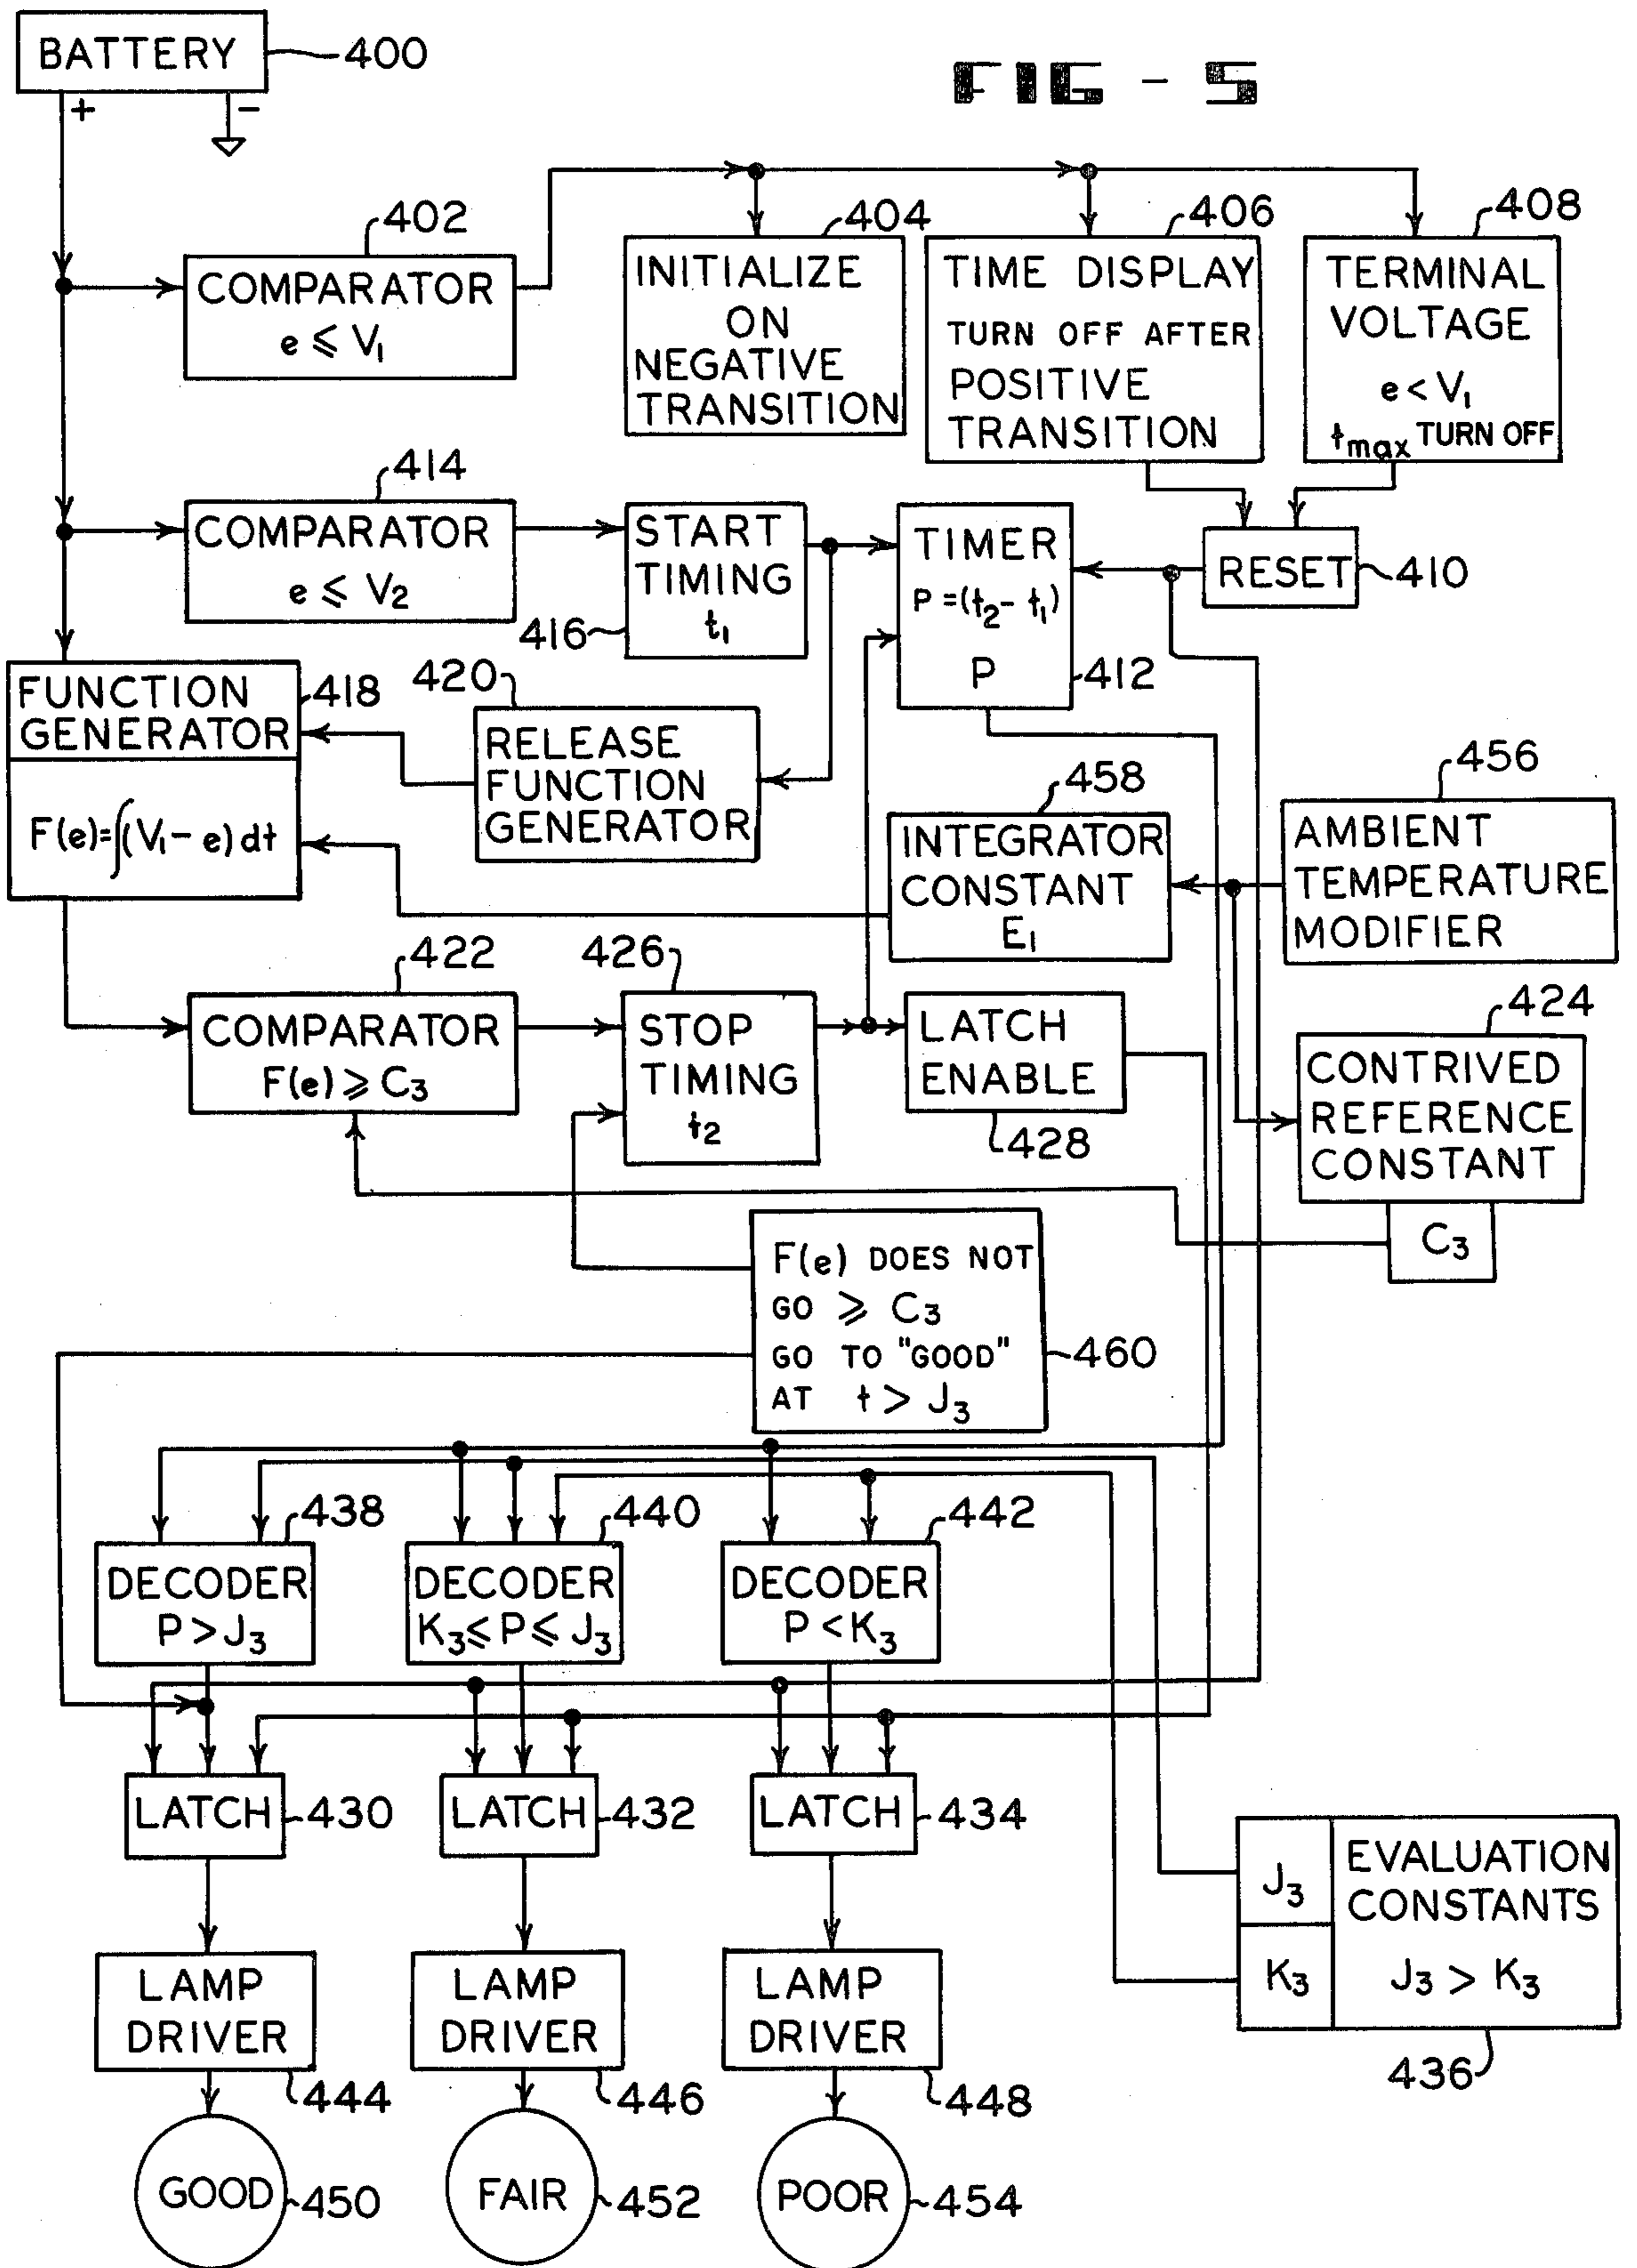 FIG - 5
BATTERY
400
+
-
402
COMPARATOR
e ⩽ V₁
404
INITIALIZE
ON
NEGATIVE
TRANSITION
406
TIME DISPLAY
TURN OFF AFTER
POSITIVE
TRANSITION
408
TERMINAL
VOLTAGE
e < V₁
tmax TURN OFF
414
COMPARATOR
e ⩽ V₂
START
TIMING
t₁
416
TIMER
P = (t₂ - t₁)
P
412
RESET
410
FUNCTION
GENERATOR
418
F(e)=∫(V₁ - e) dt
420
RELEASE
FUNCTION
GENERATOR
458
INTEGRATOR
CONSTANT
E₁
456
AMBIENT
TEMPERATURE
MODIFIER
422
COMPARATOR
F(e) ⩾ C₃
426
STOP
TIMING
t₂
LATCH
ENABLE
428
424
CONTRIVED
REFERENCE
CONSTANT
C₃
F(e) DOES NOT
GO ⩾ C₃
GO TO "GOOD"
AT t > J₃
460
438
DECODER
P > J₃
440
DECODER
K₃ ⩽ P ⩽ J₃
442
DECODER
P < K₃
LATCH
430
LATCH
432
LATCH
434
J₃
K₃
EVALUATION
CONSTANTS
J₃ > K₃
436
LAMP
DRIVER
444
LAMP
DRIVER
446
LAMP
DRIVER
448
GOOD
450
FAIR
452
POOR
454